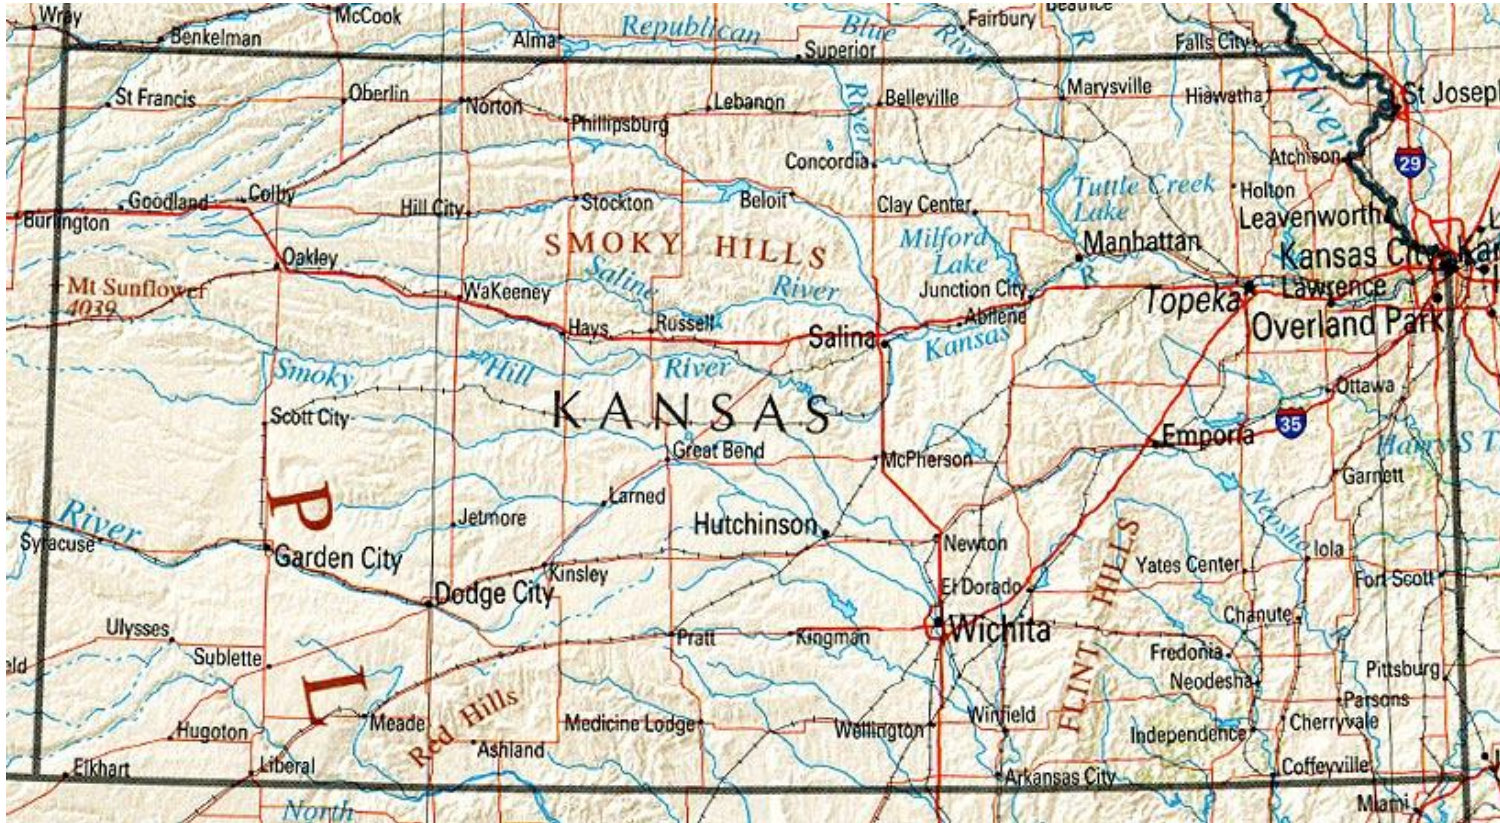 Wray
McCook
Benkelman
Alma
Republican
Superior
Blue
River
Fairbury
Beatrice
R
Falls City
River
St Francis
Oberlin
Norton
Phillipsburg
Lebanon
River
Belleville
Marysville
Hiawatha
St Joseph
Concordia
Atchison
29
Goodland
Colby
Hill City
Stockton
Beloit
Clay Center
Tuttle Creek
Lake
Holton
Leavenworth
Burlington
SMOKY HILLS
Milford
Lake
Manhattan
Kansas City
Kan
Oakley
Saline
River
R
Mt Sunflower
4039
WaKeeney
Junction City
Topeka
Lawrence
Hays
Russell
Salina
Abilene
Kansas
Overland Park
Smoky
Hill
River
Scott City
KANSAS
Ottawa
35
Emporia
Harry S T
Great Bend
McPherson
Garnett
P
Larned
River
Jetmore
Hutchinson
Neosho
Syracuse
Garden City
Newton
Iola
Kinsley
Yates Center
Fort Scott
Dodge City
El Dorado
FLINT HILLS
Chanute
Ulysses
Pratt
Kingman
Wichita
Sublette
eld
Fredonia
Pittsburg
L
Neodesha
Parsons
Meade
Red Hills
Medicine Lodge
Wellington
Winfield
Cherryvale
Hugoton
Ashland
Independence
Elkhart
Liberal
Arkansas City
Coffeyville
North
Miami